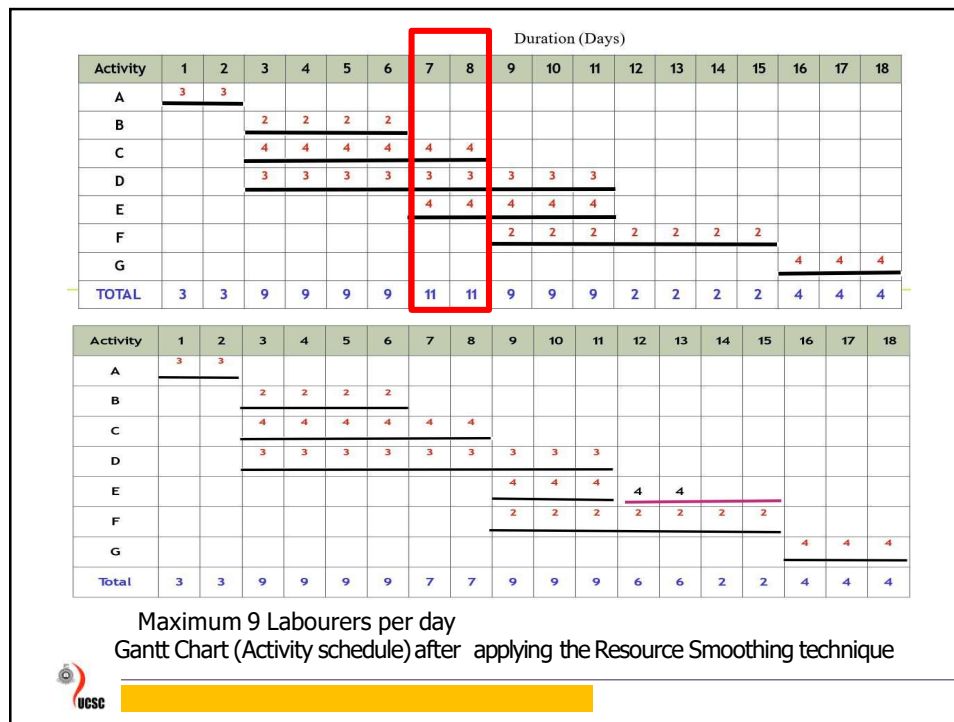 Duration (Days)
Activity 1 2 3 4 5 6 7 8 9 10 11 12 13 14 15 16 17 18
A 3 3
B 2 2 2 2
C 4 4 4 4 4 4
D 3 3 3 3 3 3 3 3 3
E 4 4 4 4 4
F 2 2 2 2 2 2 2
G 4 4 4
TOTAL 3 3 9 9 9 9 11 11 9 9 9 2 2 2 2 4 4 4
Activity 1 2 3 4 5 6 7 8 9 10 11 12 13 14 15 16 17 18
A 3 3
B 2 2 2 2
C 4 4 4 4 4 4
D 3 3 3 3 3 3 3 3 3
E 4 4 4 4 4
F 2 2 2 2 2 2 2
G 4 4 4
Total 3 3 9 9 9 9 7 7 9 9 9 6 6 2 2 4 4 4
Maximum 9 Labourers per day
Gantt Chart (Activity schedule) after applying the Resource Smoothing technique
UCSC